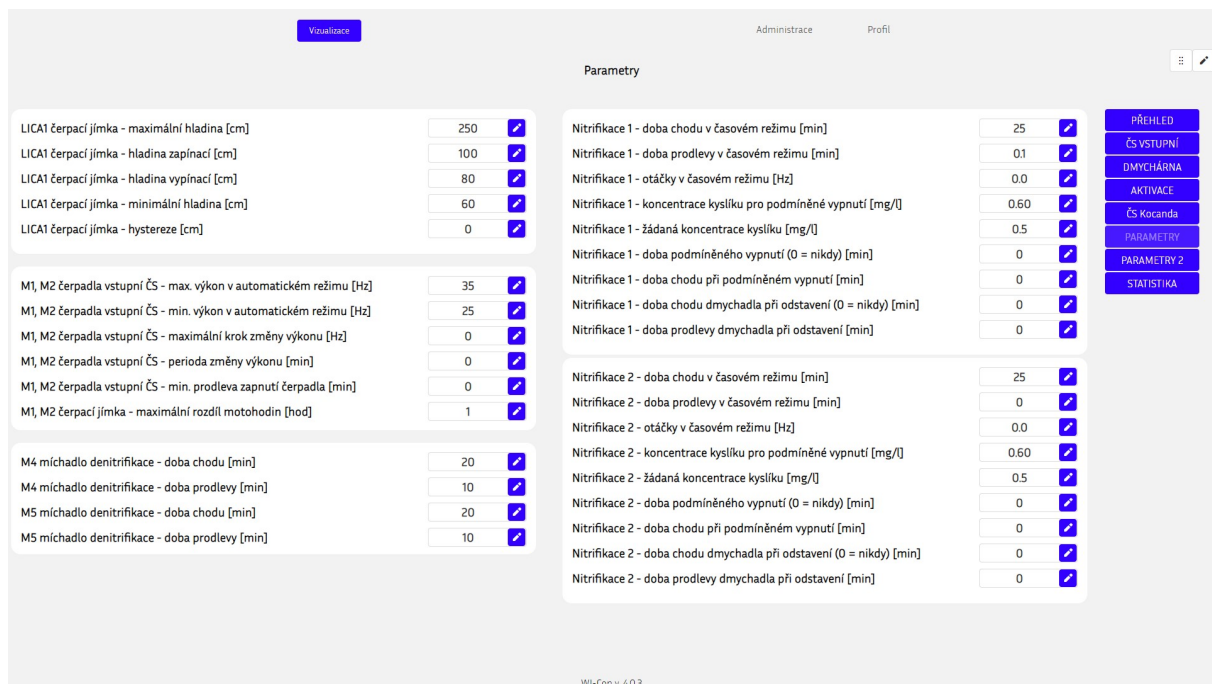 Vizualizace
Administrace
Profil
Parametry
LICA1 čerpací jímka - maximální hladina [cm] 250
LICA1 čerpací jímka - hladina zapínací [cm] 100
LICA1 čerpací jímka - hladina vypínací [cm] 80
LICA1 čerpací jímka - minimální hladina [cm] 60
LICA1 čerpací jímka - hystereze [cm] 0
M1, M2 čerpadla vstupní ČS - max. výkon v automatickém režimu [Hz] 35
M1, M2 čerpadla vstupní ČS - min. výkon v automatickém režimu [Hz] 25
M1, M2 čerpadla vstupní ČS - maximální krok změny výkonu [Hz] 0
M1, M2 čerpadla vstupní ČS - perioda změny výkonu [min] 0
M1, M2 čerpadla vstupní ČS - min. prodleva zapnutí čerpadla [min] 0
M1, M2 čerpací jímka - maximální rozdíl motohodin [hod] 1
M4 míchadlo denitrifikace - doba chodu [min] 20
M4 míchadlo denitrifikace - doba prodlevy [min] 10
M5 míchadlo denitrifikace - doba chodu [min] 20
M5 míchadlo denitrifikace - doba prodlevy [min] 10
Nitrifikace 1 - doba chodu v časovém režimu [min] 25
Nitrifikace 1 - doba prodlevy v časovém režimu [min] 0.1
Nitrifikace 1 - otáčky v časovém režimu [Hz] 0.0
Nitrifikace 1 - koncentrace kyslíku pro podmíněné vypnutí [mg/l] 0.60
Nitrifikace 1 - žádaná koncentrace kyslíku [mg/l] 0.5
Nitrifikace 1 - doba podmíněného vypnutí (0 = nikdy) [min] 0
Nitrifikace 1 - doba chodu při podmíněném vypnutí [min] 0
Nitrifikace 1 - doba chodu dmychadla při odstavení (0 = nikdy) [min] 0
Nitrifikace 1 - doba prodlevy dmychadla při odstavení [min] 0
Nitrifikace 2 - doba chodu v časovém režimu [min] 25
Nitrifikace 2 - doba prodlevy v časovém režimu [min] 0
Nitrifikace 2 - otáčky v časovém režimu [Hz] 0.0
Nitrifikace 2 - koncentrace kyslíku pro podmíněné vypnutí [mg/l] 0.60
Nitrifikace 2 - žádaná koncentrace kyslíku [mg/l] 0.5
Nitrifikace 2 - doba podmíněného vypnutí (0 = nikdy) [min] 0
Nitrifikace 2 - doba chodu při podmíněném vypnutí [min] 0
Nitrifikace 2 - doba chodu dmychadla při odstavení (0 = nikdy) [min] 0
Nitrifikace 2 - doba prodlevy dmychadla při odstavení [min] 0
PŘEHLED
ČS VSTUPNÍ
DMYCHÁRNA
AKTIVACE
ČS Kocanda
PARAMETRY
PARAMETRY 2
STATISTIKA
WI-Con v. 4.0.3